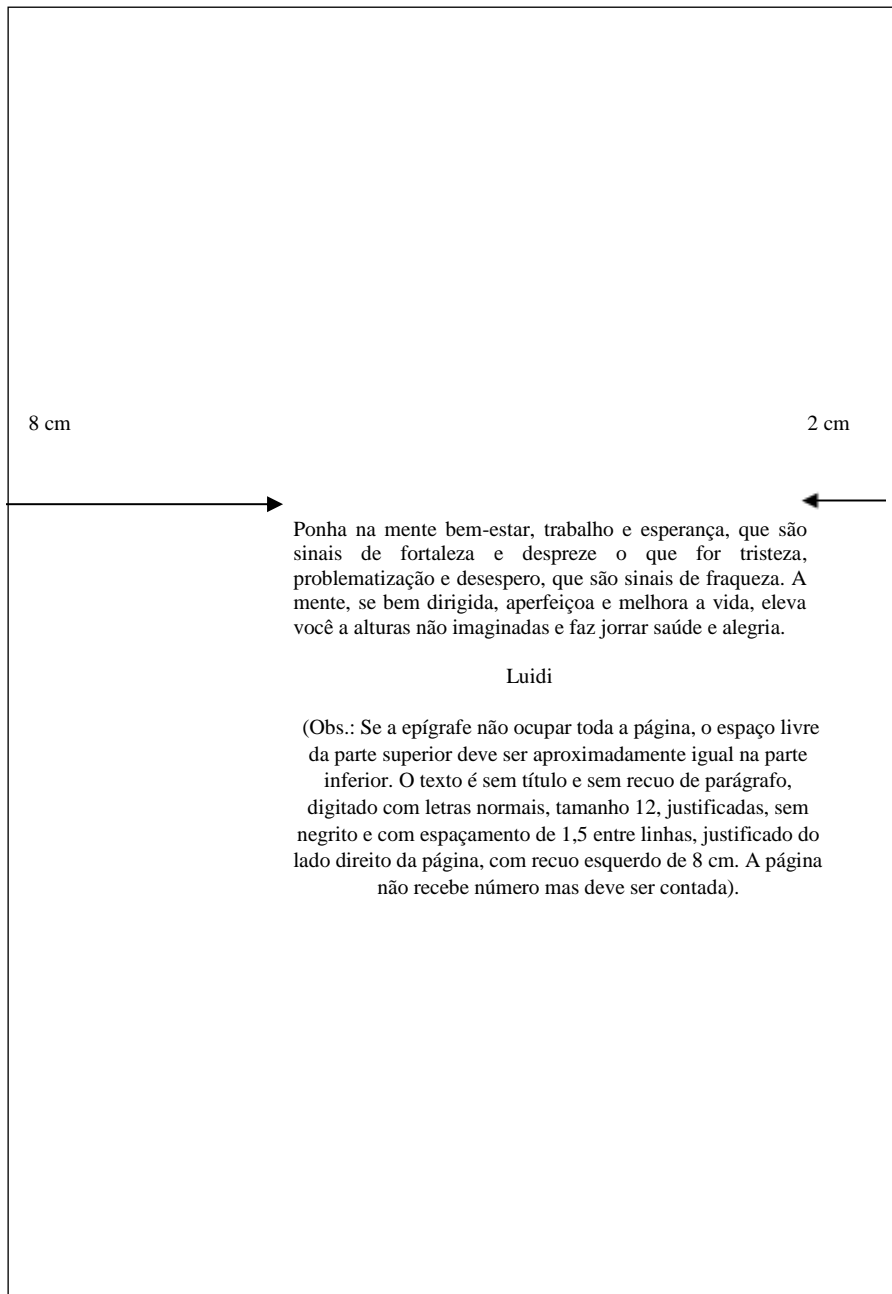 8 cm 2 cm
Ponha na mente bem-estar, trabalho e esperança, que são
sinais de fortaleza e despreze o que for tristeza,
problematização e desespero, que são sinais de fraqueza. A
mente, se bem dirigida, aperfeiçoa e melhora a vida, eleva
você a alturas não imaginadas e faz jorrar saúde e alegria.
Luidi
(Obs.: Se a epígrafe não ocupar toda a página, o espaço livre
da parte superior deve ser aproximadamente igual na parte
inferior. O texto é sem título e sem recuo de parágrafo,
digitado com letras normais, tamanho 12, justificadas, sem
negrito e com espaçamento de 1,5 entre linhas, justificado do
lado direito da página, com recuo esquerdo de 8 cm. A página
não recebe número mas deve ser contada).